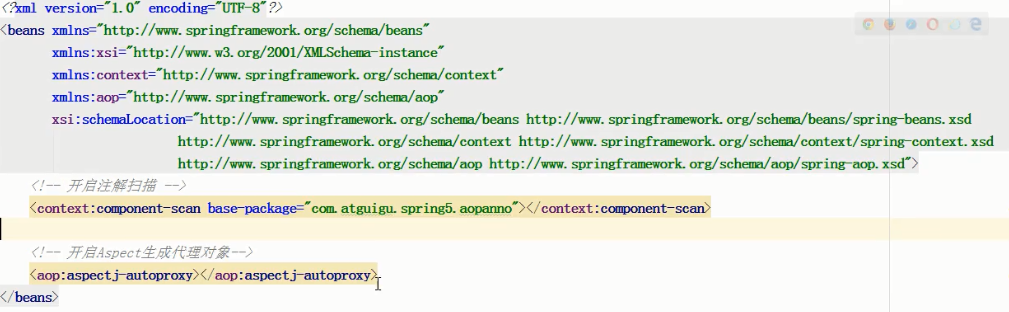 <?xml version="1.0" encoding="UTF-8"?>
<beans xmlns="http://www.springframework.org/schema/beans"
xmlns:xsi="http://www.w3.org/2001/XMLSchema-instance"
xmlns:context="http://www.springframework.org/schema/context"
xmlns:aop="http://www.springframework.org/schema/aop"
xsi:schemaLocation="http://www.springframework.org/schema/beans http://www.springframework.org/schema/beans/spring-beans.xsd
http://www.springframework.org/schema/context http://www.springframework.org/schema/context/spring-context.xsd
http://www.springframework.org/schema/aop http://www.springframework.org/schema/aop/spring-aop.xsd">
<!-- 开启注解扫描 -->
<context:component-scan base-package="com.atguigu.spring5.aopanno"></context:component-scan>
<!-- 开启Aspect生成代理对象-->
<aop:aspectj-autoproxy></aop:aspectj-autoproxy>
</beans>